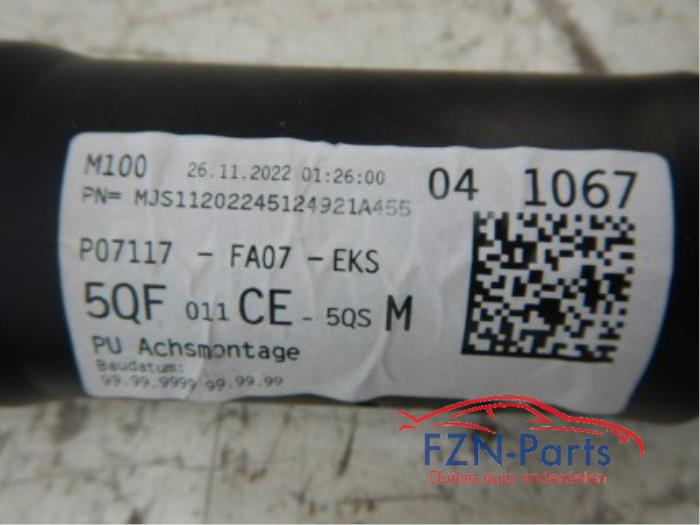 M100 26.11.2022 01:26:00 04 1067
PN= MJS11202245124921A455
P07117 - FA07 - EKS
5QF 011 CE - 5QS M
PU Achsmontage
Baudatum:
99.99.9999 99.99.99
FZN-Parts
Duitse auto onderdelen